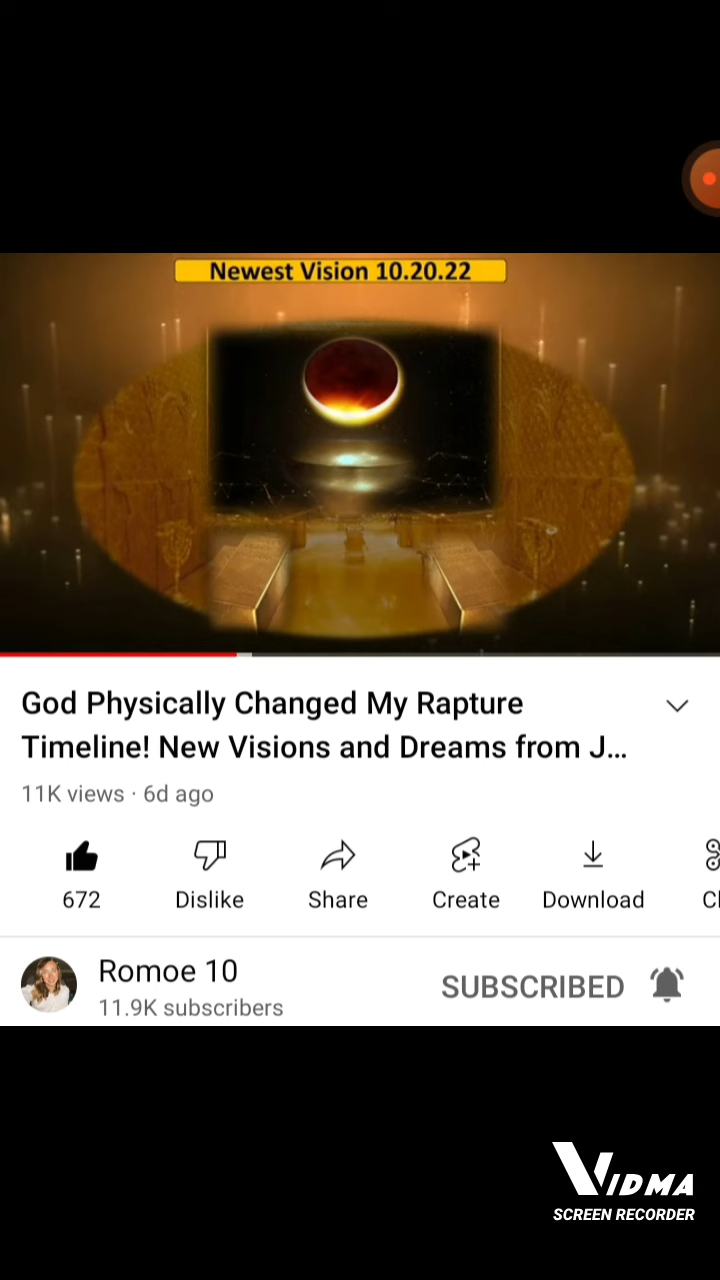 Newest Vision 10.20.22
God Physically Changed My Rapture
Timeline! New Visions and Dreams from J...
11K views · 6d ago
672
Dislike
Share
Create
Download
Cl
Romoe 10
11.9K subscribers
SUBSCRIBED
VIDMA
SCREEN RECORDER